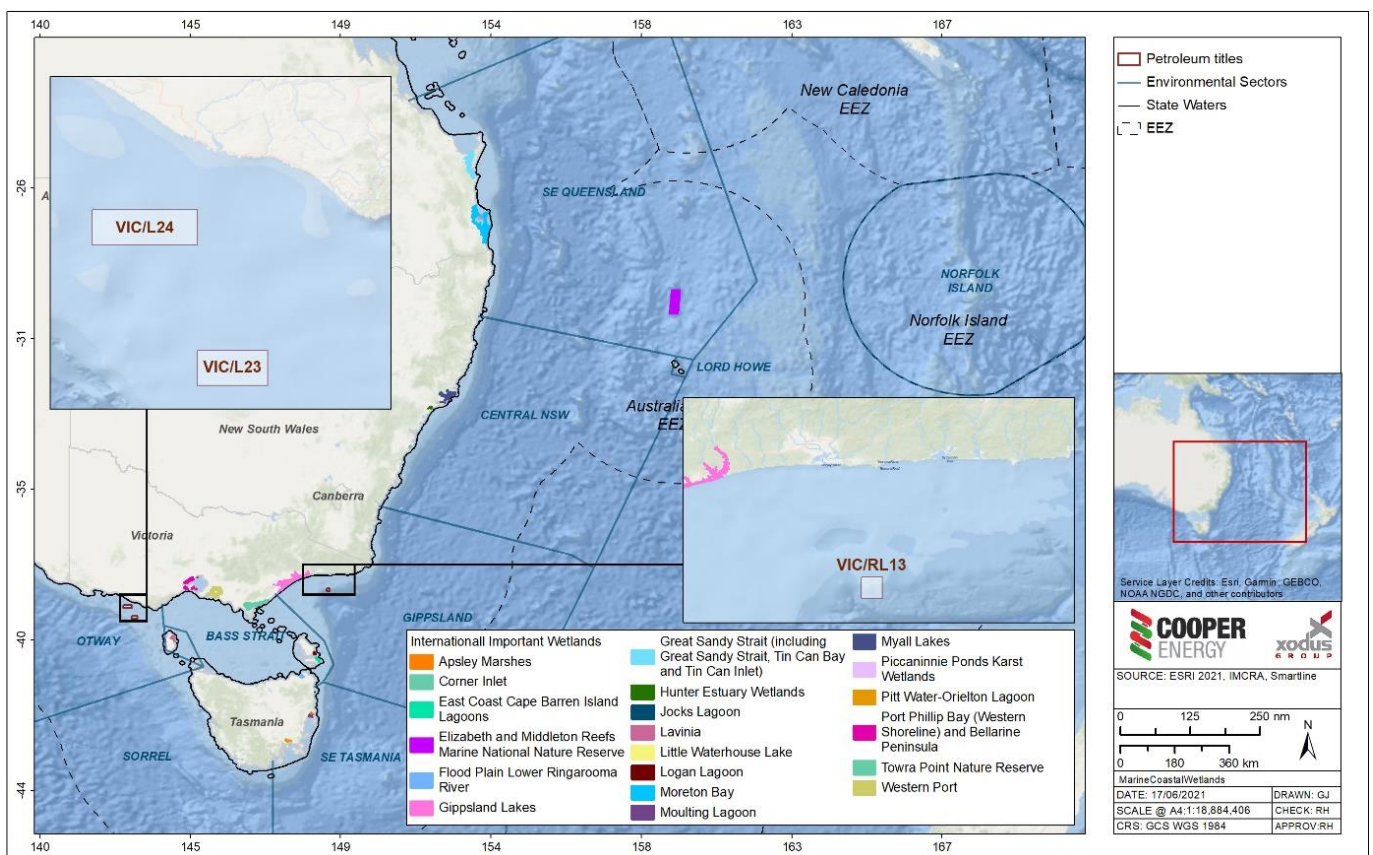 140 145 149 154 158 163 167
Petroleum titles
Environmental Sectors
State Waters
EEZ
New Caledonia
EEZ
-26
A
SE QUEENSLAND
VIC/L24
NORFOLK
ISLAND
Norfolk Island
EEZ
-31
VIC/L23
LORD HOWE
CENTRAL NSW
Australia
EEZ
New South Wales
Canberra
-35
Victoria
VIC/RL13
Service Layer Credits: Esri, Garmin, GEBCO,
NOAA NGDC, and other contributors
COOPER
ENERGY
xodus
GROUP
GIPPSLAND
OTWAY
BASS STRAIT
-40
Tasmania
SORREL
SE TASMANIA
-44
Internationall Important Wetlands
Apsley Marshes
Corner Inlet
East Coast Cape Barren Island
Lagoons
Elizabeth and Middleton Reefs
Marine National Nature Reserve
Flood Plain Lower Ringarooma
River
Gippsland Lakes
Great Sandy Strait (including
Great Sandy Strait, Tin Can Bay
and Tin Can Inlet)
Hunter Estuary Wetlands
Jocks Lagoon
Lavinia
Little Waterhouse Lake
Logan Lagoon
Moreton Bay
Moulting Lagoon
Myall Lakes
Piccaninnie Ponds Karst
Wetlands
Pitt Water-Orielton Lagoon
Port Phillip Bay (Western
Shoreline) and Bellarine
Peninsula
Towra Point Nature Reserve
Western Port
SOURCE: ESRI 2021, IMCRA, Smartline
0 125 250 nm
N
0 180 360 km
MarineCoastalWetlands
DATE: 17/06/2021 DRAWN: GJ
SCALE @ A4:1:18,884,406 CHECK: RH
CRS: GCS WGS 1984 APPROV:RH
140 145 149 154 158 163 167